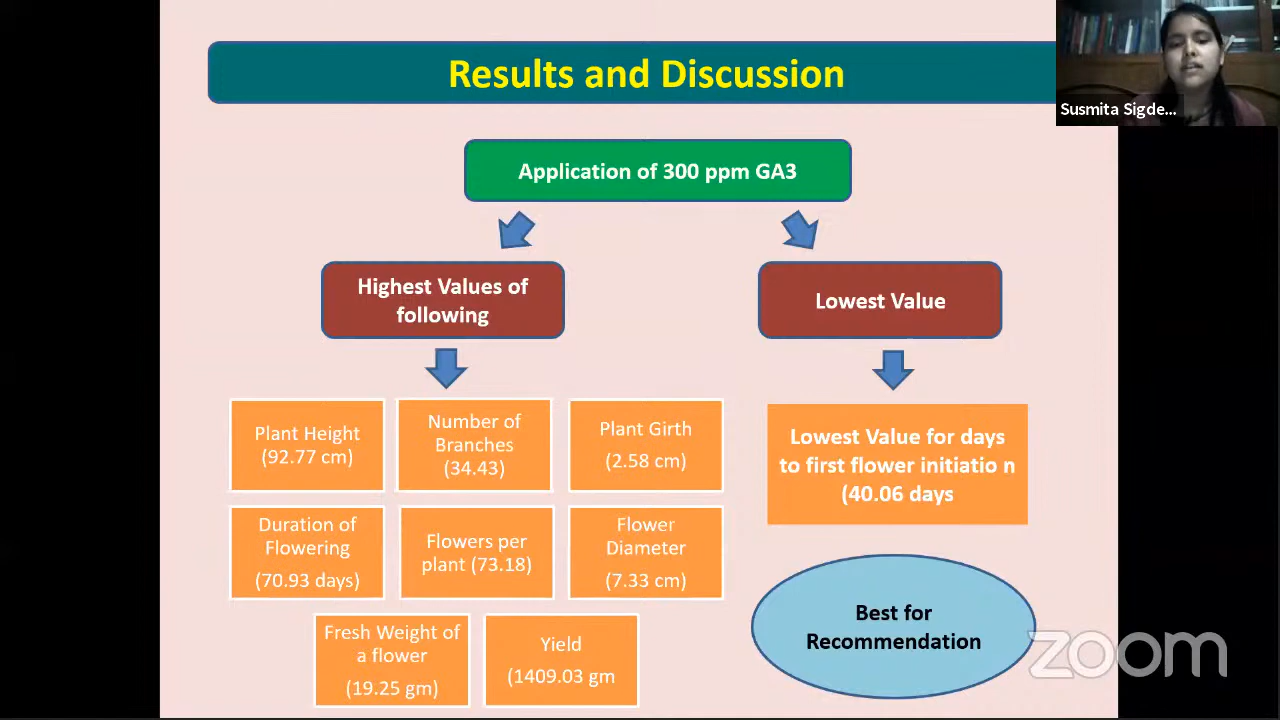 Results and Discussion
Susmita Sigde...
Application of 300 ppm GA3
Highest Values of
following
Lowest Value
Plant Height
(92.77 cm)
Number of
Branches
(34.43)
Plant Girth
(2.58 cm)
Lowest Value for days
to first flower initiatio n
(40.06 days
Duration of
Flowering
(70.93 days)
Flowers per
plant (73.18)
Flower
Diameter
(7.33 cm)
Fresh Weight of
a flower
(19.25 gm)
Yield
(1409.03 gm
Best for
Recommendation
zoom